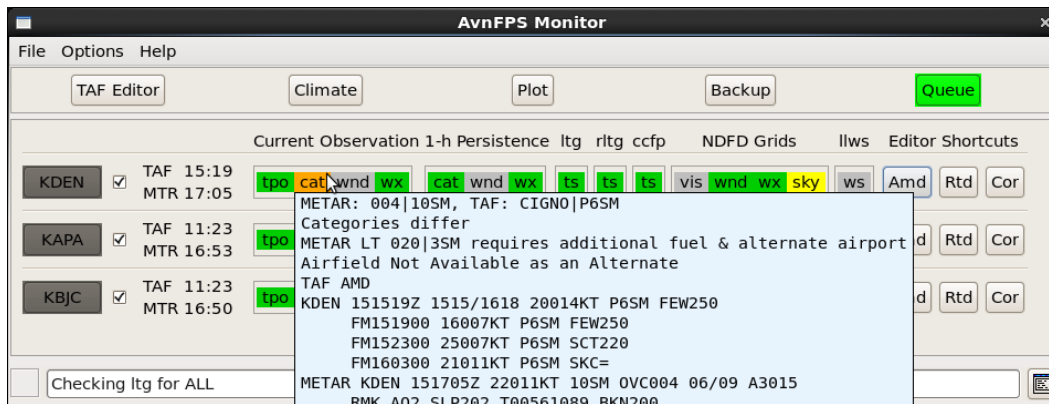 AvnFPS Monitor
File Options Help
TAF Editor Climate Plot Backup Queue
Current Observation 1-h Persistence ltg rltg ccfp NDFD Grids llws Editor Shortcuts
KDEN TAF 15:19 tpo cat wnd wx cat wnd wx ts ts ts vis wnd wx sky ws Amd Rtd Cor
MTR 17:05
METAR: 004|10SM, TAF: CIGNO|P6SM
Categories differ
KAPA TAF 11:23 tpo METAR LT 020|3SM requires additional fuel & alternate airport d Rtd Cor
MTR 16:53 Airfield Not Available as an Alternate
TAF AMD
KBJC TAF 11:23 tpo KDEN 151519Z 1515/1618 20014KT P6SM FEW250 d Rtd Cor
MTR 16:50 FM151900 16007KT P6SM FEW250
FM152300 25007KT P6SM SCT220
FM160300 21011KT P6SM SKC=
Checking ltg for ALL METAR KDEN 151705Z 22011KT 10SM OVC004 06/09 A3015
RMK AO2 SLP202 T00561089 BKN200